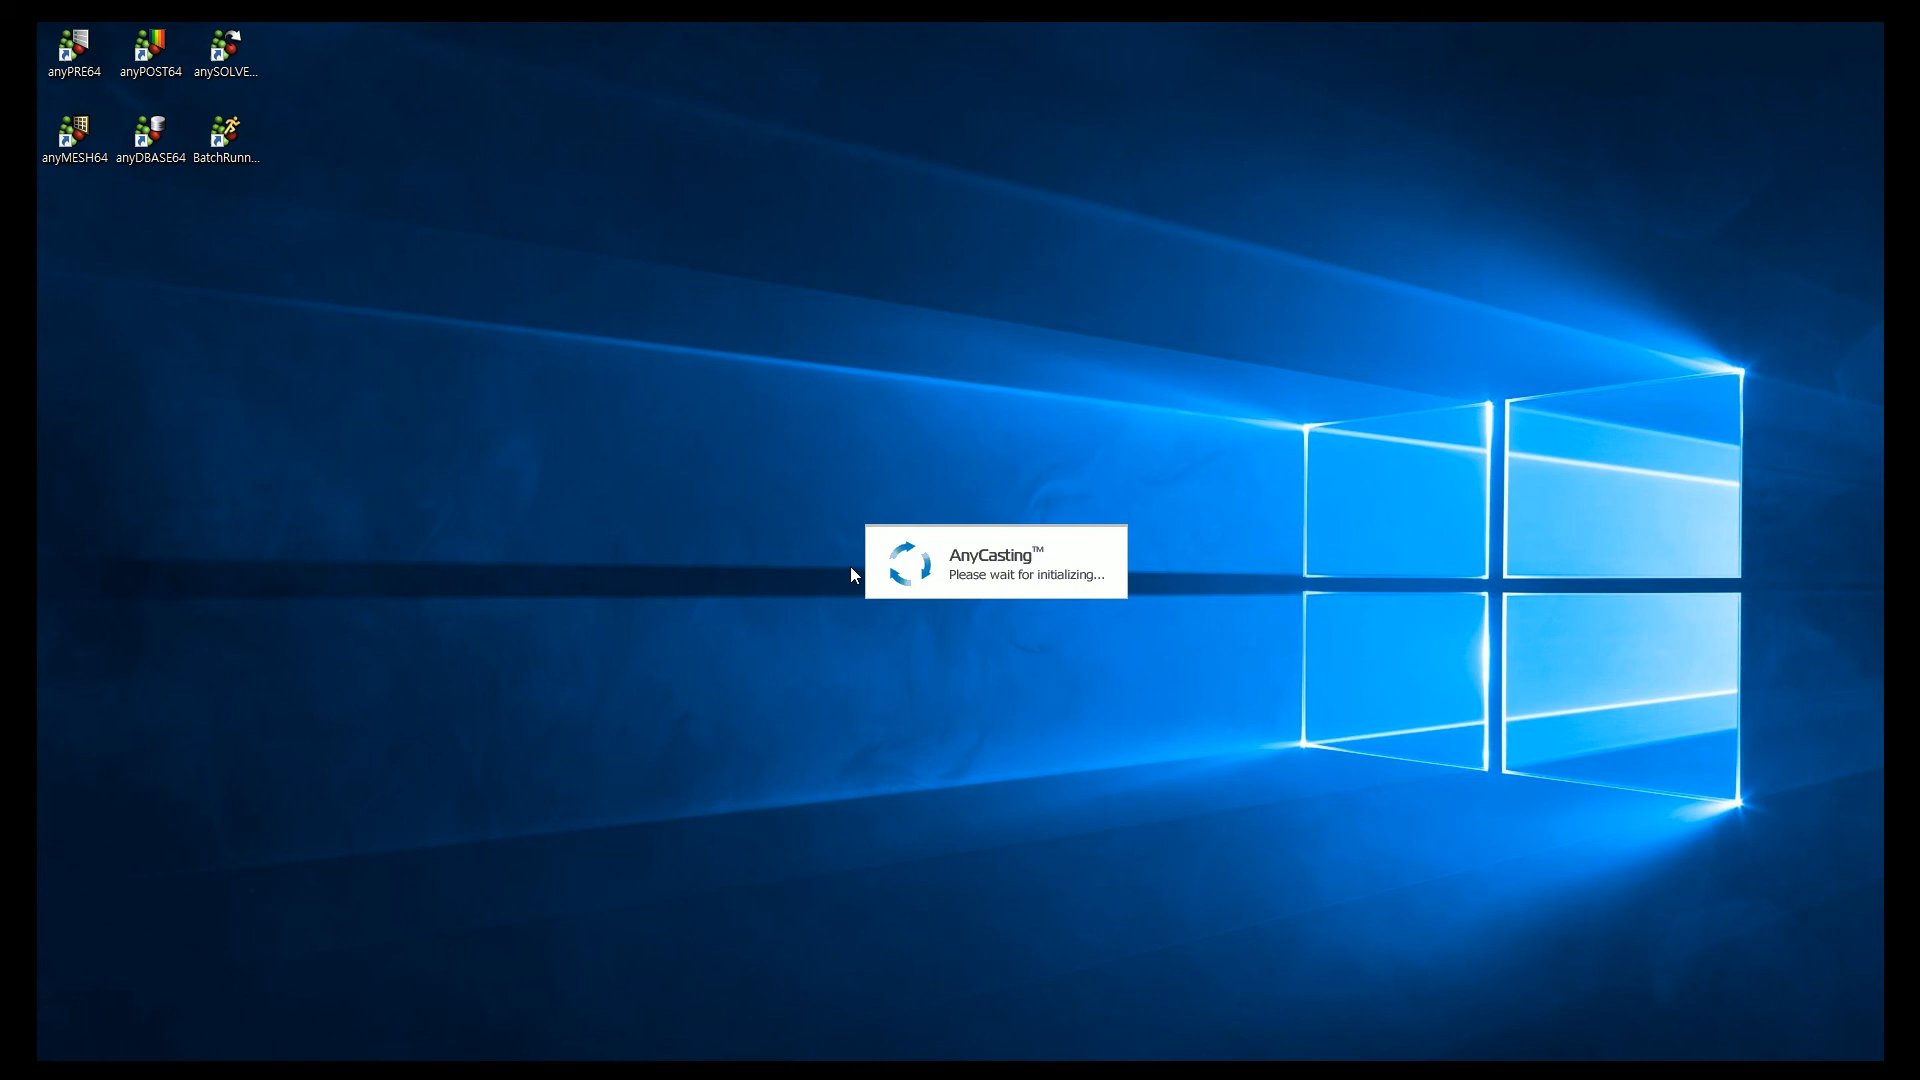 anyPRE64
anyPOST64
anySOLVE...
anyMESH64
anyDBASE64
BatchRunn...
AnyCasting™
Please wait for initializing...